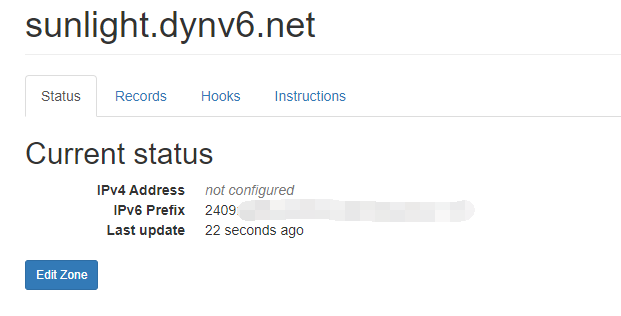 sunlight.dynv6.net
Status Records Hooks Instructions
Current status
IPv4 Address not configured
IPv6 Prefix 2409
Last update 22 seconds ago
Edit Zone